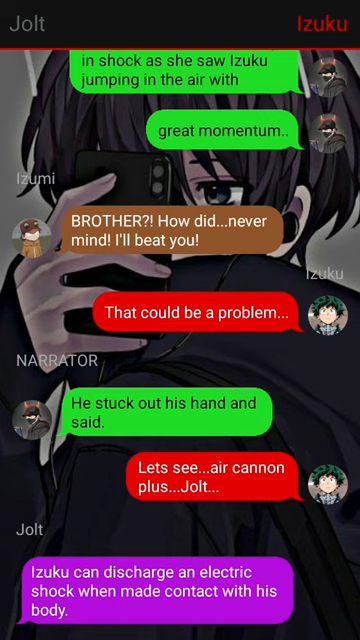 Jolt
Izuku
in shock as she saw Izuku
jumping in the air with
great momentum..
Izumi
BROTHER?! How did...never
mind! I'll beat you!
Izuku
That could be a problem...
NARRATOR
He stuck out his hand and
said.
Lets see...air cannon
plus...Jolt...
Jolt
Izuku can discharge an electric
shock when made contact with his
body.